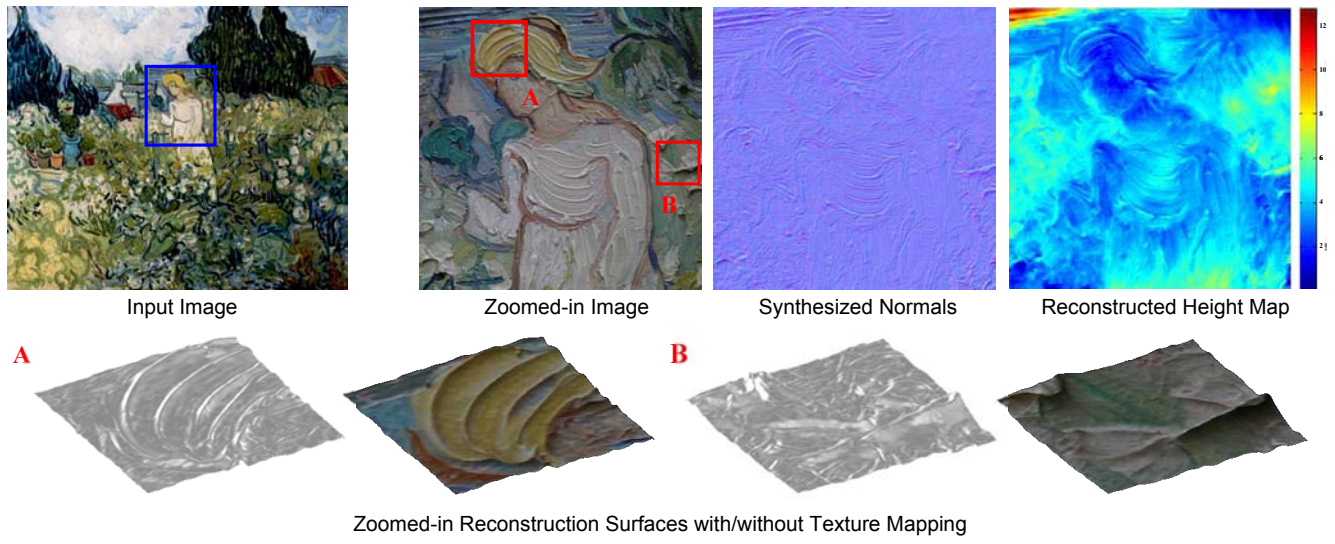 A
B
12
10
8
6
4
2
Input Image
Zoomed-in Image
Synthesized Normals
Reconstructed Height Map
A
B
Zoomed-in Reconstruction Surfaces with/without Texture Mapping